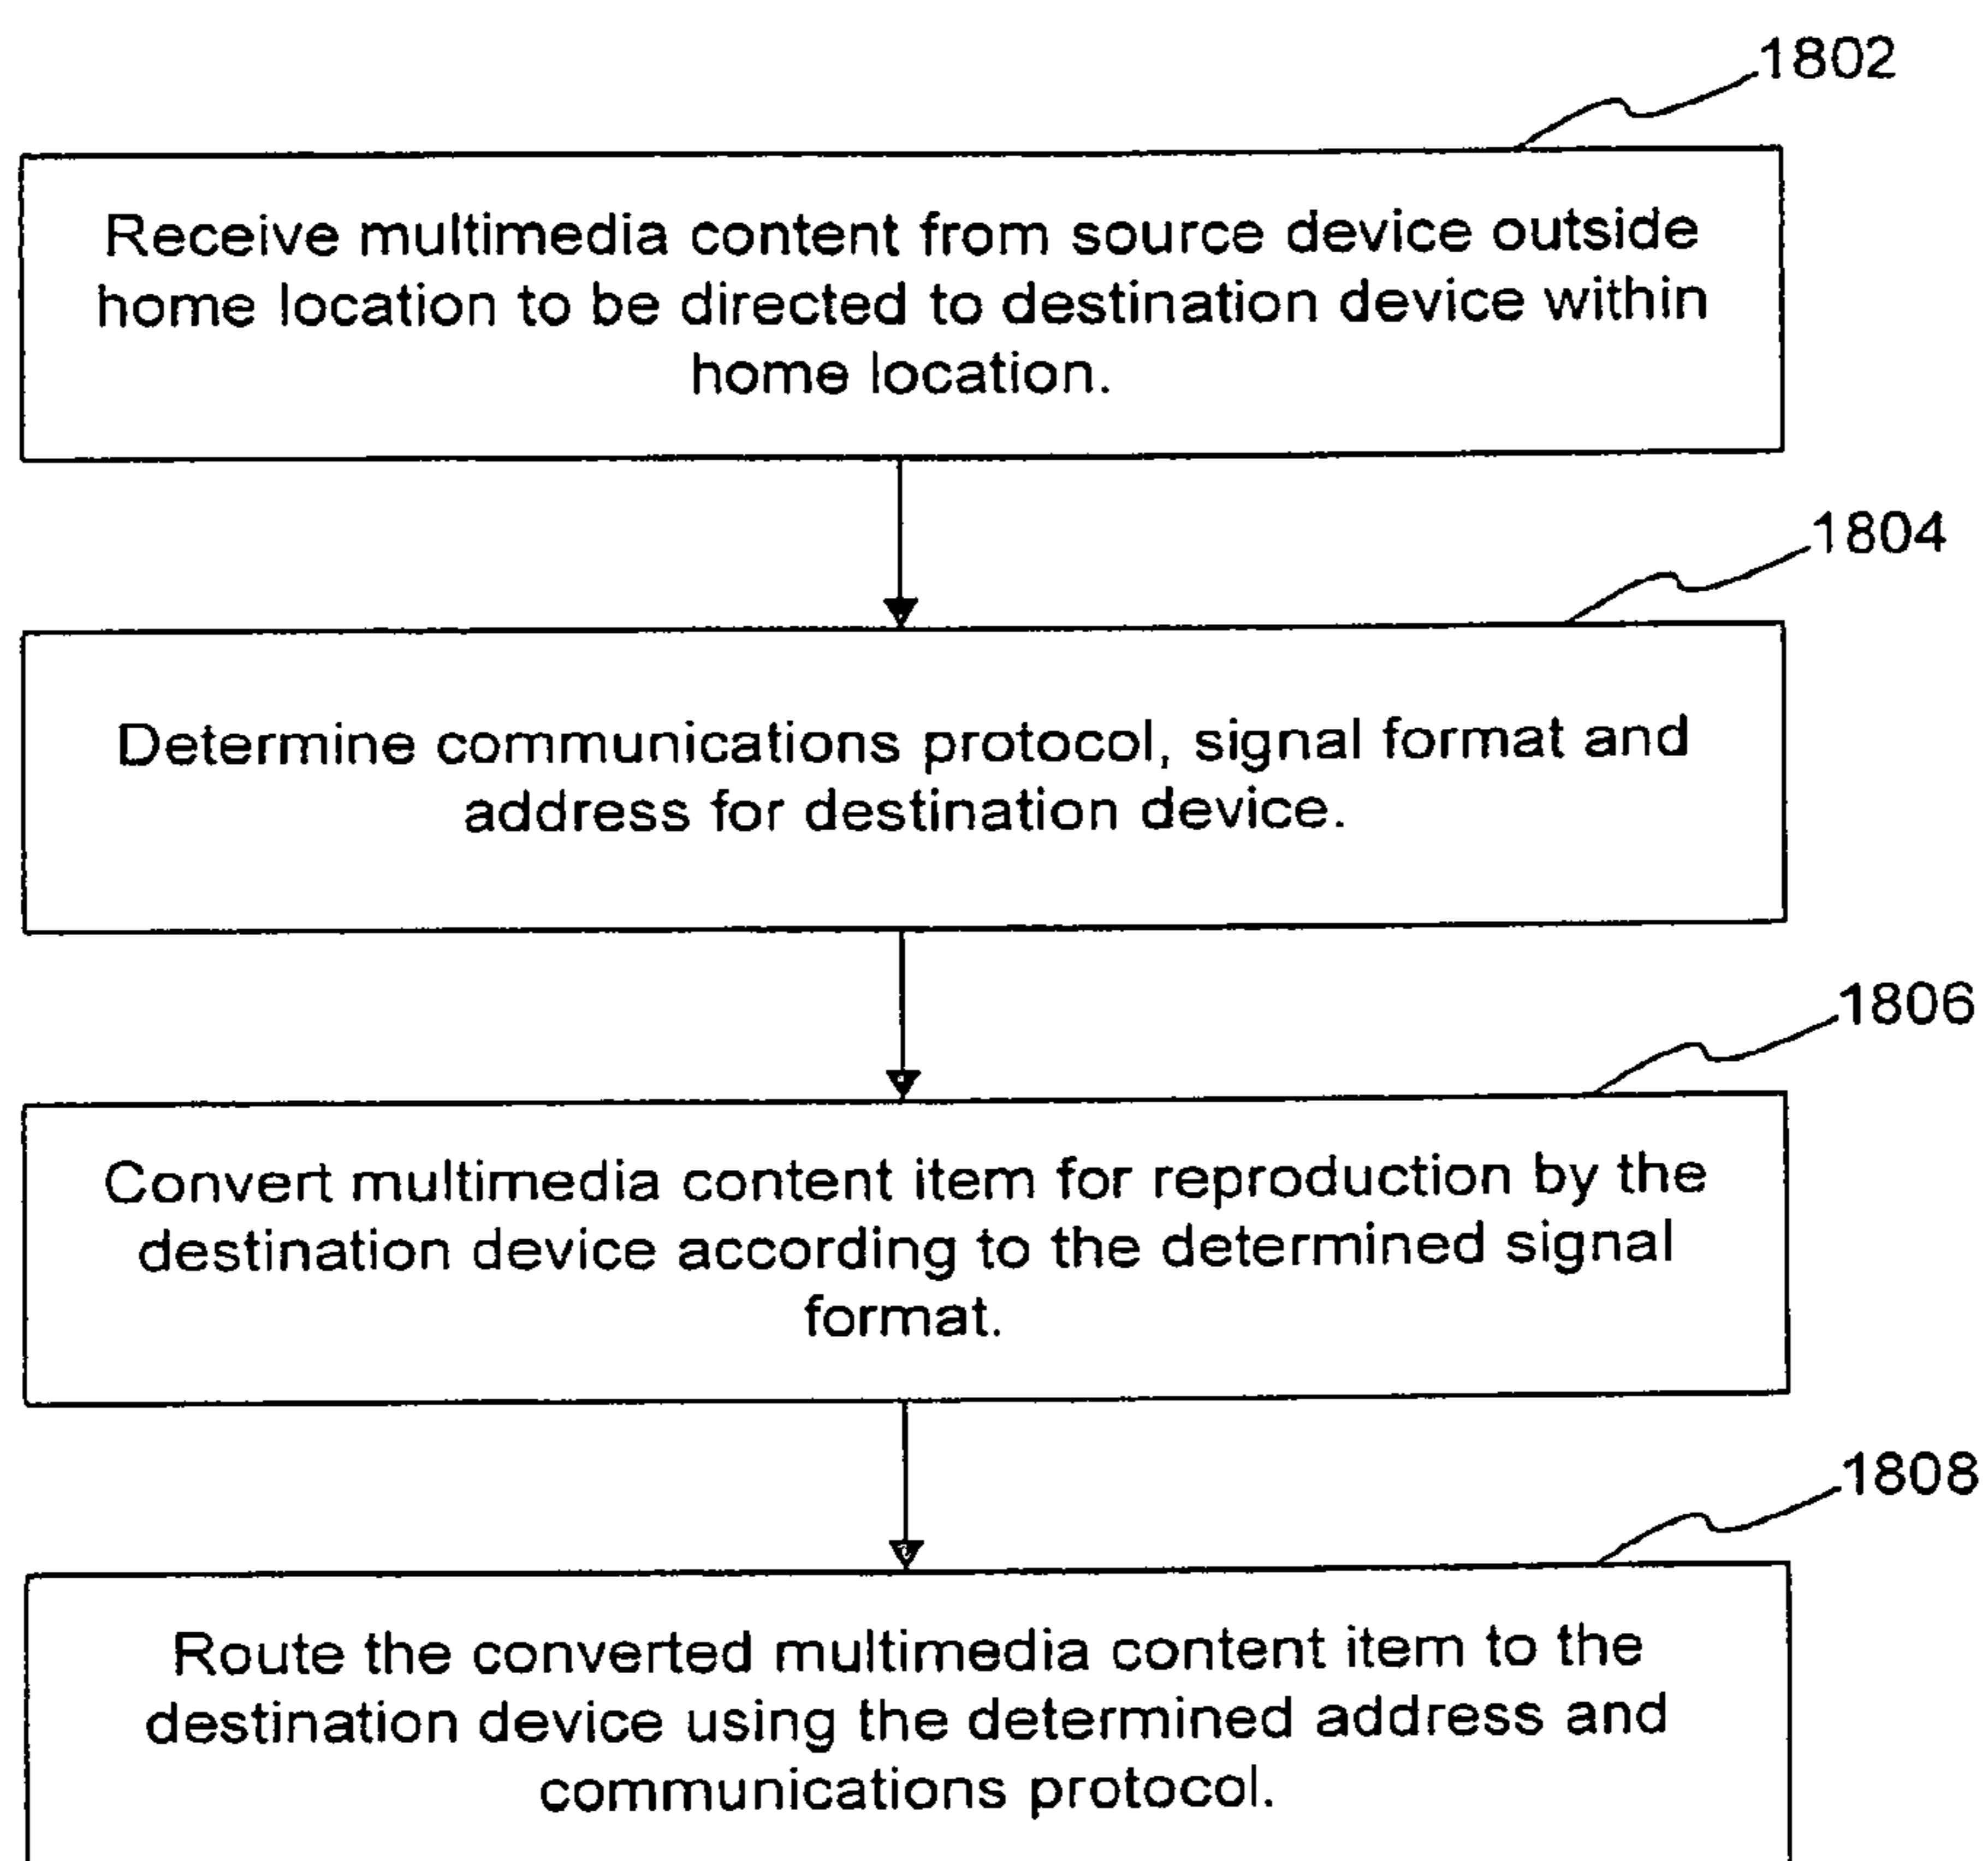 1802
Receive multimedia content from source device outside
home location to be directed to destination device within
home location.
1804
Determine communications protocol, signal format and
address for destination device.
1806
Convert multimedia content item for reproduction by the
destination device according to the determined signal
format.
1808
Route the converted multimedia content item to the
destination device using the determined address and
communications protocol.